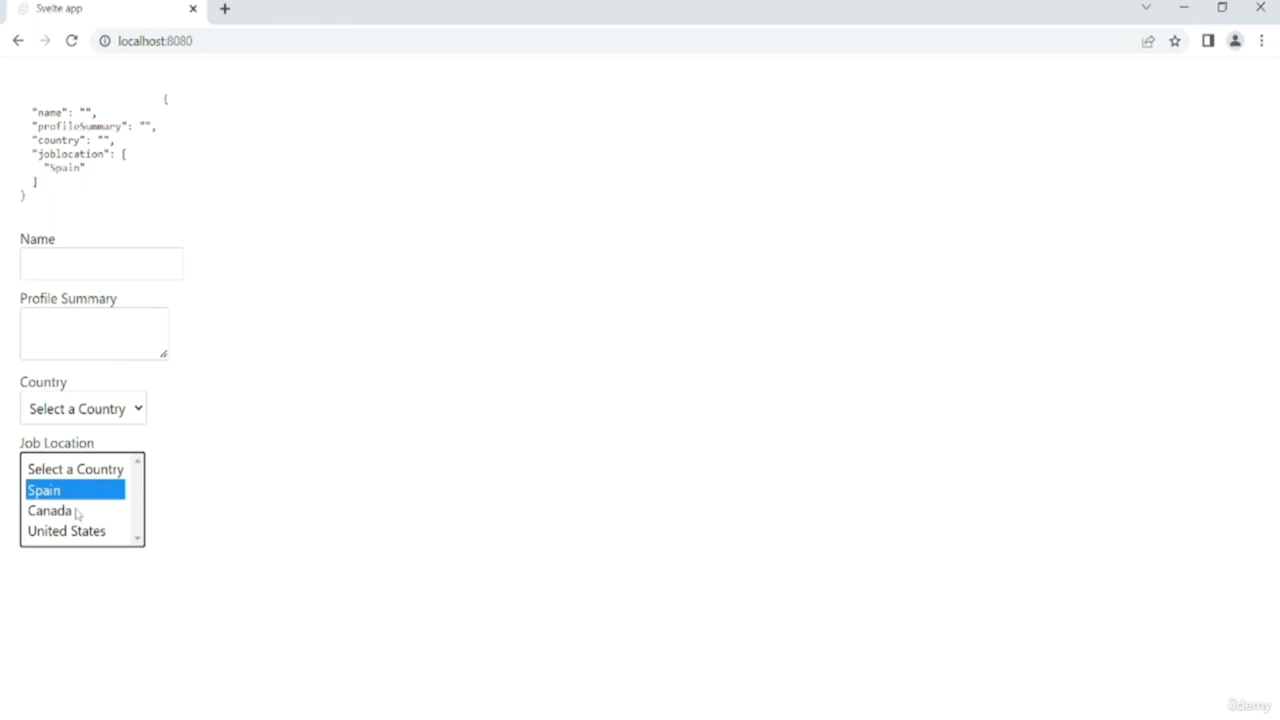 Svelte app
localhost:8080
{
"name": "",
"profileSummary": "",
"country": "",
"joblocation": [
"Spain"
]
}
Name
Profile Summary
Country
Select a Country
Job Location
Select a Country
Spain
Canada
United States
ûdemy